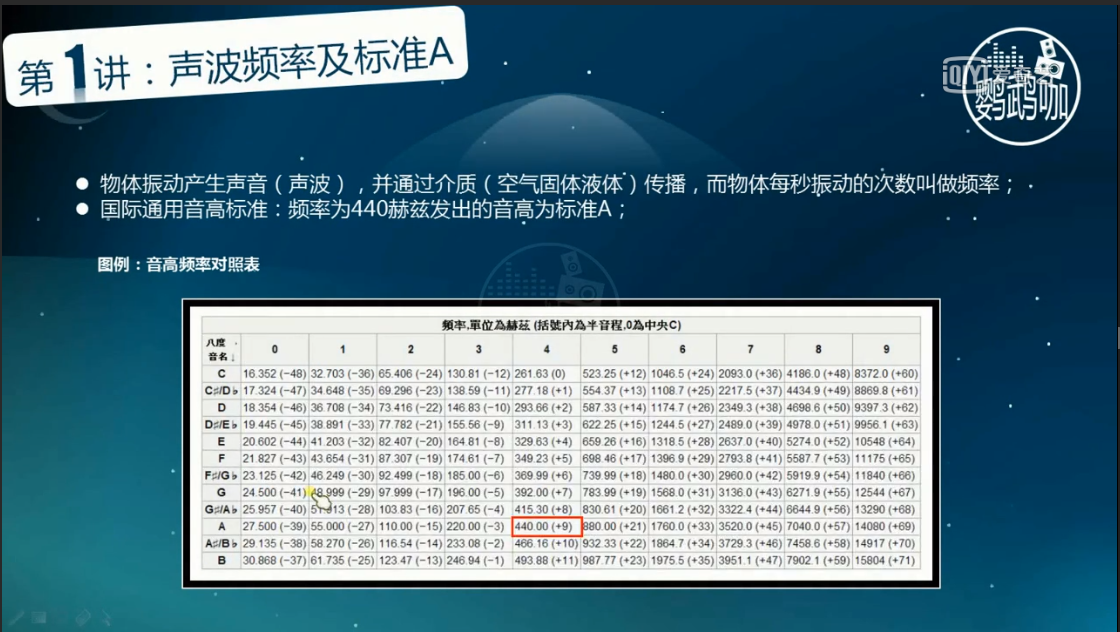 第1讲：声波频率及标准A
爱奇艺
鹦鹉咖
● 物体振动产生声音（声波），并通过介质（空气固体液体）传播，而物体每秒振动的次数叫做频率；
● 国际通用音高标准：频率为440赫兹发出的音高为标准A；
图例：音高频率对照表
頻率,單位為赫茲 (括號內為半音程,0為中央C)
八度
音名↓ 0 1 2 3 4 5 6 7 8 9
C 16.352 (−48) 32.703 (−36) 65.406 (−24) 130.81 (−12) 261.63 (0) 523.25 (+12) 1046.5 (+24) 2093.0 (+36) 4186.0 (+48) 8372.0 (+60)
C♯/D♭ 17.324 (−47) 34.648 (−35) 69.296 (−23) 138.59 (−11) 277.18 (+1) 554.37 (+13) 1108.7 (+25) 2217.5 (+37) 4434.9 (+49) 8869.8 (+61)
D 18.354 (−46) 36.708 (−34) 73.416 (−22) 146.83 (−10) 293.66 (+2) 587.33 (+14) 1174.7 (+26) 2349.3 (+38) 4698.6 (+50) 9397.3 (+62)
D♯/E♭ 19.445 (−45) 38.891 (−33) 77.782 (−21) 155.56 (−9) 311.13 (+3) 622.25 (+15) 1244.5 (+27) 2489.0 (+39) 4978.0 (+51) 9956.1 (+63)
E 20.602 (−44) 41.203 (−32) 82.407 (−20) 164.81 (−8) 329.63 (+4) 659.26 (+16) 1318.5 (+28) 2637.0 (+40) 5274.0 (+52) 10548 (+64)
F 21.827 (−43) 43.654 (−31) 87.307 (−19) 174.61 (−7) 349.23 (+5) 698.46 (+17) 1396.9 (+29) 2793.8 (+41) 5587.7 (+53) 11175 (+65)
F♯/G♭ 23.125 (−42) 46.249 (−30) 92.499 (−18) 185.00 (−6) 369.99 (+6) 739.99 (+18) 1480.0 (+30) 2960.0 (+42) 5919.9 (+54) 11840 (+66)
G 24.500 (−41) 48.999 (−29) 97.999 (−17) 196.00 (−5) 392.00 (+7) 783.99 (+19) 1568.0 (+31) 3136.0 (+43) 6271.9 (+55) 12544 (+67)
G♯/A♭ 25.957 (−40) 51.913 (−28) 103.83 (−16) 207.65 (−4) 415.30 (+8) 830.61 (+20) 1661.2 (+32) 3322.4 (+44) 6644.9 (+56) 13290 (+68)
A 27.500 (−39) 55.000 (−27) 110.00 (−15) 220.00 (−3) 440.00 (+9) 880.00 (+21) 1760.0 (+33) 3520.0 (+45) 7040.0 (+57) 14080 (+69)
A♯/B♭ 29.135 (−38) 58.270 (−26) 116.54 (−14) 233.08 (−2) 466.16 (+10) 932.33 (+22) 1864.7 (+34) 3729.3 (+46) 7458.6 (+58) 14917 (+70)
B 30.868 (−37) 61.735 (−25) 123.47 (−13) 246.94 (−1) 493.88 (+11) 987.77 (+23) 1975.5 (+35) 3951.1 (+47) 7902.1 (+59) 15804 (+71)